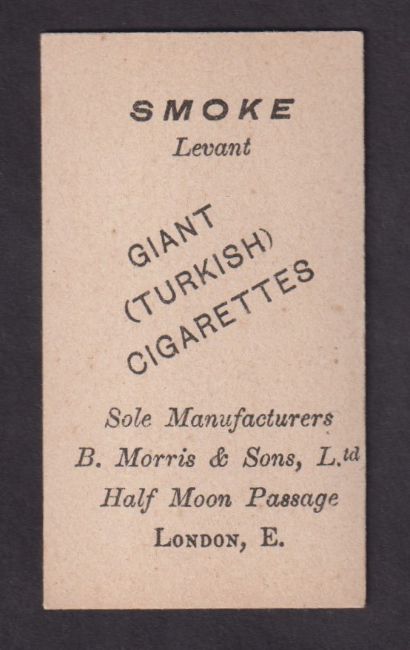 SMOKE
Levant
GIANT
(TURKISH)
CIGARETTES
Sole Manufacturers
B. Morris & Sons, L.td
Half Moon Passage
LONDON, E.